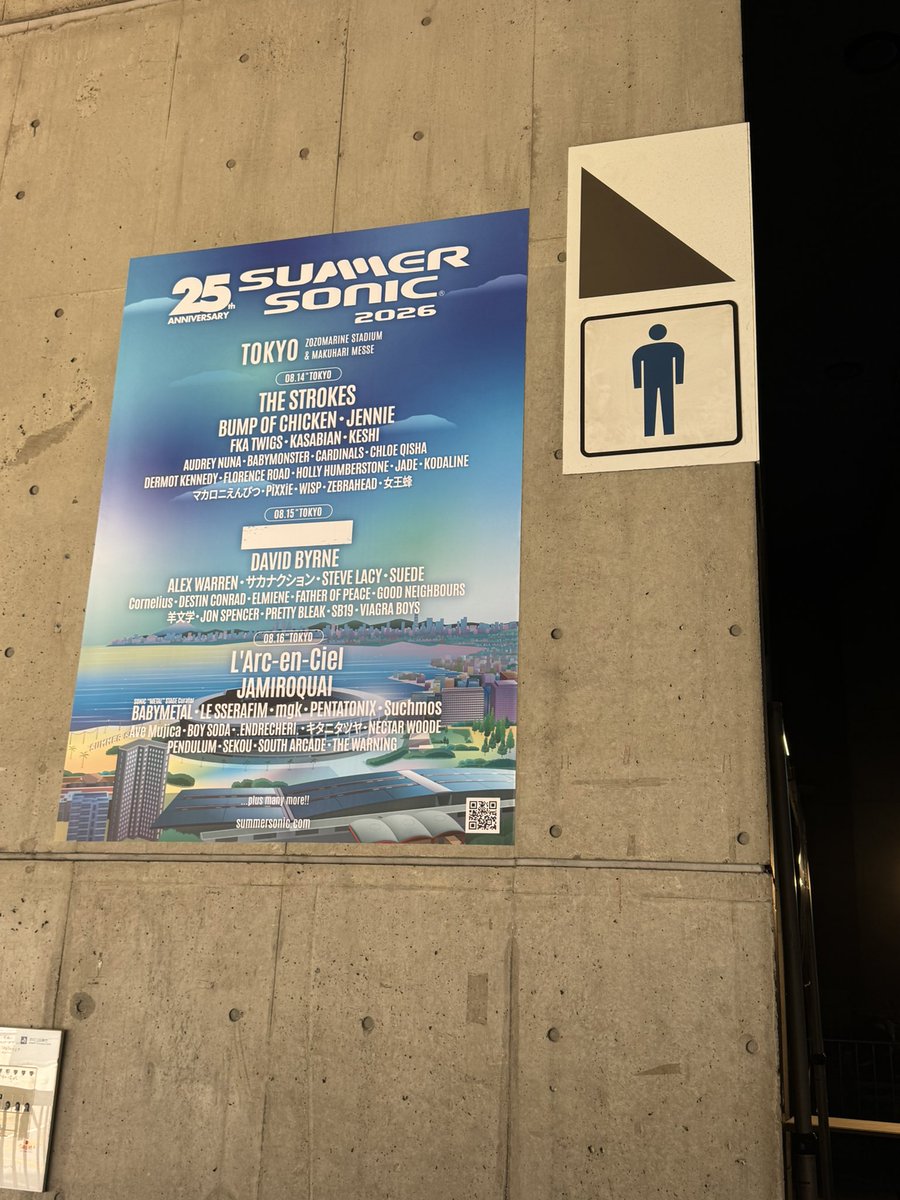 25th
ANNIVERSARY
SUMMER
SONIC®
2026
TOKYO
ZOZOMARINE STADIUM
& MAKUHARI MESSE
08.14 TOKYO
THE STROKES
BUMP OF CHICKEN・JENNIE
FKA TWIGS・KASABIAN・KESHI
AUDREY NUNA・BABYMONSTER・CARDINALS・CHLOE QISHA
DERMOT KENNEDY・FLORENCE ROAD・HOLLY HUMBERSTONE・JADE・KODALINE
マカロニえんぴつ・PiXXiE・WISP・ZEBRAHEAD・女王蜂
08.15 TOKYO
DAVID BYRNE
ALEX WARREN・サカナクション・STEVE LACY・SUEDE
Cornelius・DESTIN CONRAD・ELMIENE・FATHER OF PEACE・GOOD NEIGHBOURS
羊文学・JON SPENCER・PRETTY BLEAK・SB19・VIAGRA BOYS
08.16 TOKYO
L'Arc-en-Ciel
JAMIROQUAI
SONIC "METAL" STAGE Curator
BABYMETAL・LE SSERAFIM・mgk・PENTATONIX・Suchmos
Ave Mujica・BOY SODA・.ENDRECHERI.・キタニタツヤ・NECTAR WOODE
PENDULUM・SEKOU・SOUTH ARCADE・THE WARNING
...plus many more!!
summersonic.com